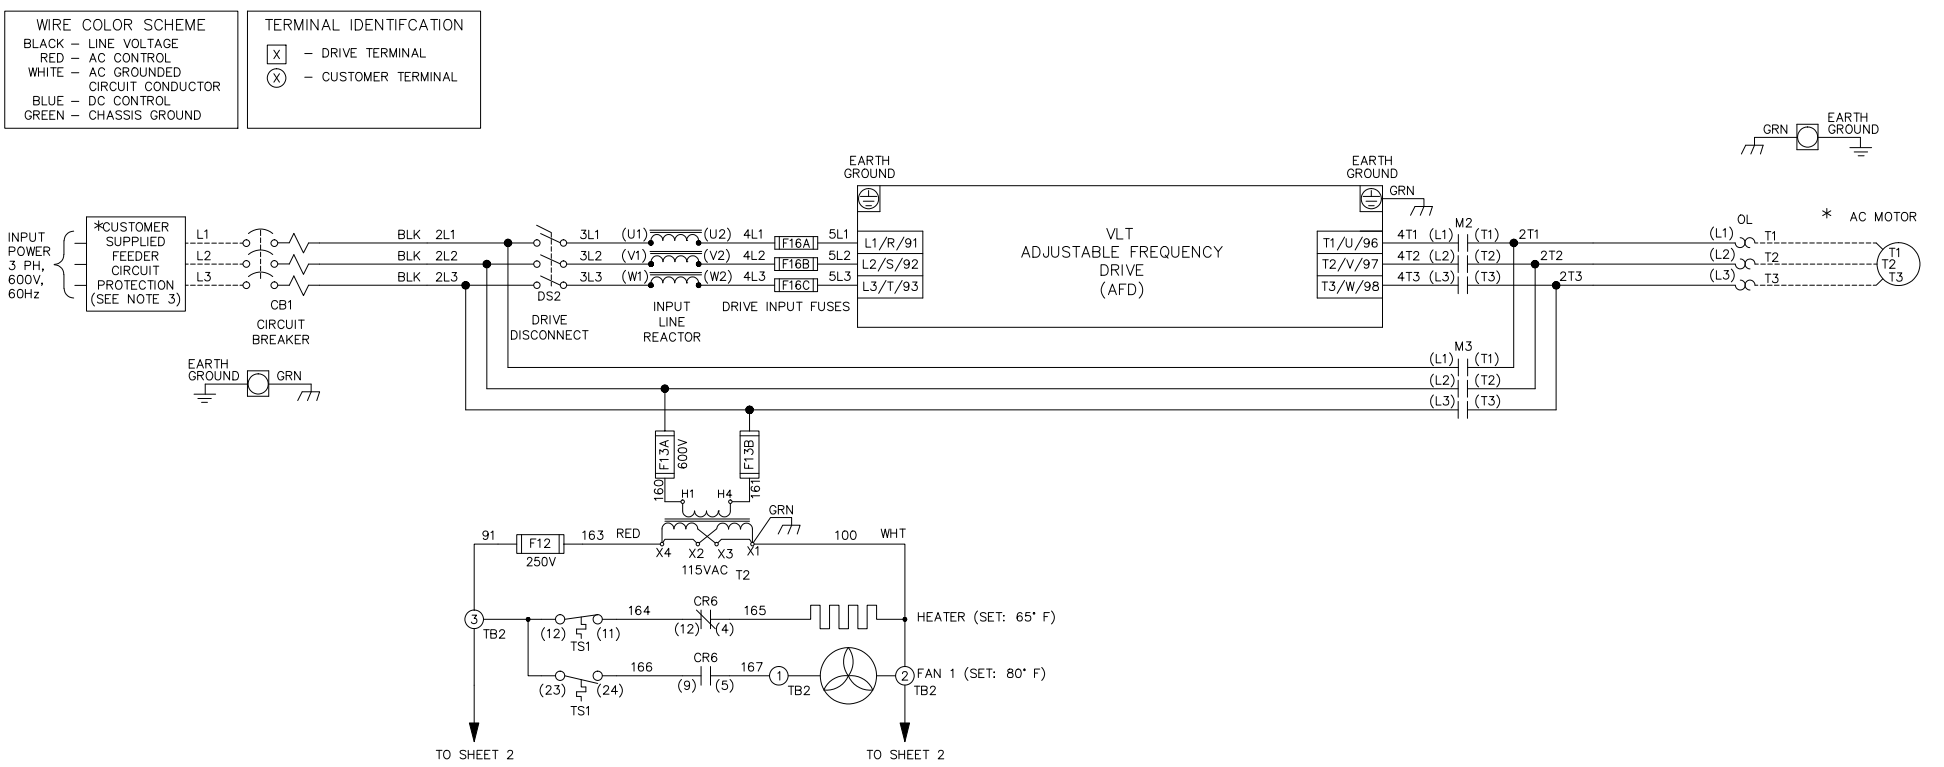 WIRE COLOR SCHEME
BLACK – LINE VOLTAGE
RED – AC CONTROL
WHITE – AC GROUNDED
CIRCUIT CONDUCTOR
BLUE – DC CONTROL
GREEN – CHASSIS GROUND
TERMINAL IDENTIFCATION
X – DRIVE TERMINAL
X – CUSTOMER TERMINAL
GRN
EARTH
GROUND
EARTH
GROUND
EARTH
GROUND
GRN
INPUT
POWER
3 PH,
600V,
60Hz
*CUSTOMER
SUPPLIED
FEEDER
CIRCUIT
PROTECTION
(SEE NOTE 3)
L1
L2
L3
CB1
CIRCUIT
BREAKER
BLK 2L1
BLK 2L2
BLK 2L3
DS2
DRIVE
DISCONNECT
3L1 (U1) (U2) 4L1 F16A 5L1 L1/R/91
3L2 (V1) (V2) 4L2 F16B 5L2 L2/S/92
3L3 (W1) (W2) 4L3 F16C 5L3 L3/T/93
INPUT
LINE
REACTOR
DRIVE INPUT FUSES
VLT
ADJUSTABLE FREQUENCY
DRIVE
(AFD)
M2
T1/U/96 4T1 (L1) (T1) 2T1
T2/V/97 4T2 (L2) (T2) 2T2
T3/W/98 4T3 (L3) (T3) 2T3
OL
(L1) T1
(L2) T2
(L3) T3
* AC MOTOR
T1
T2
T3
EARTH
GROUND
GRN
M3
(L1) (T1)
(L2) (T2)
(L3) (T3)
F13A
600V
F13B
160
161
H1 H4
GRN
91
F12
250V
163 RED
X4 X2 X3 X1
115VAC T2
100 WHT
3
TB2
(12) (11)
TS1
164
CR6
(12) (4)
165
HEATER (SET: 65° F)
(23) (24)
TS1
166
CR6
(9) (5)
167
1
TB2
2
TB2
FAN 1 (SET: 80° F)
TO SHEET 2
TO SHEET 2